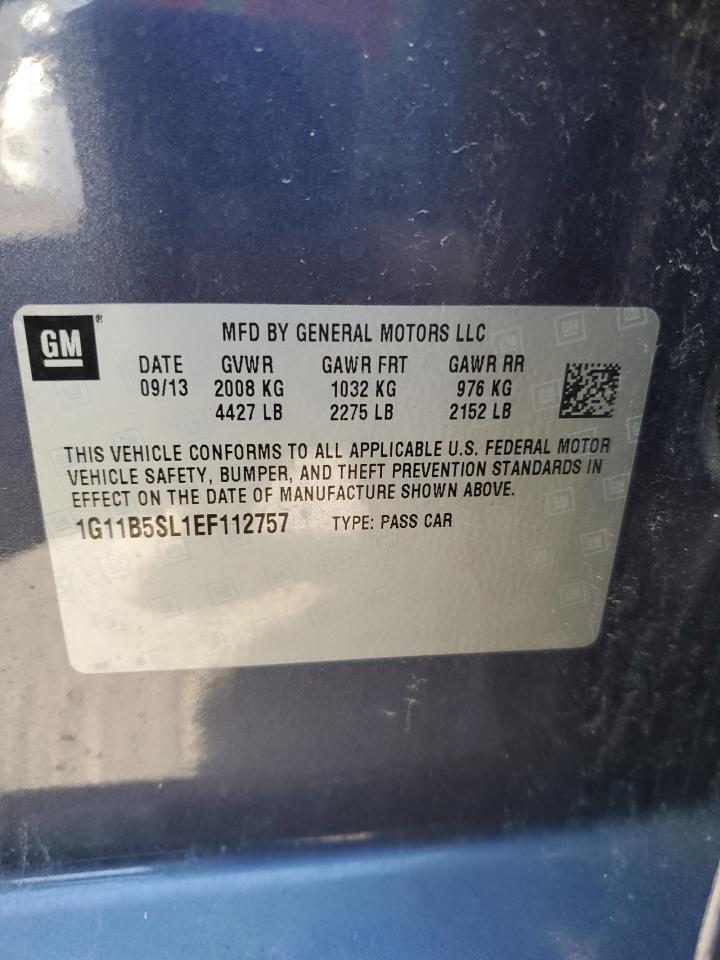 GM®
MFD BY GENERAL MOTORS LLC
DATE GVWR GAWR FRT GAWR RR
09/13 2008 KG 1032 KG 976 KG
4427 LB 2275 LB 2152 LB
THIS VEHICLE CONFORMS TO ALL APPLICABLE U.S. FEDERAL MOTOR
VEHICLE SAFETY, BUMPER, AND THEFT PREVENTION STANDARDS IN
EFFECT ON THE DATE OF MANUFACTURE SHOWN ABOVE.
1G11B5SL1EF112757 TYPE: PASS CAR